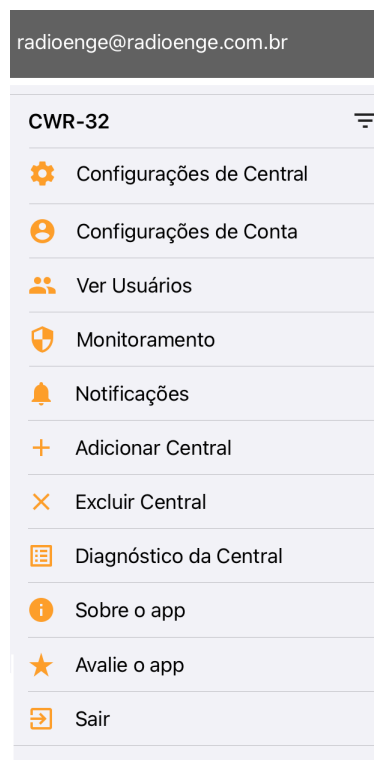 radioenge@radioenge.com.br
CWR-32
Configurações de Central
Configurações de Conta
Ver Usuários
Monitoramento
Notificações
Adicionar Central
Excluir Central
Diagnóstico da Central
Sobre o app
Avalie o app
Sair